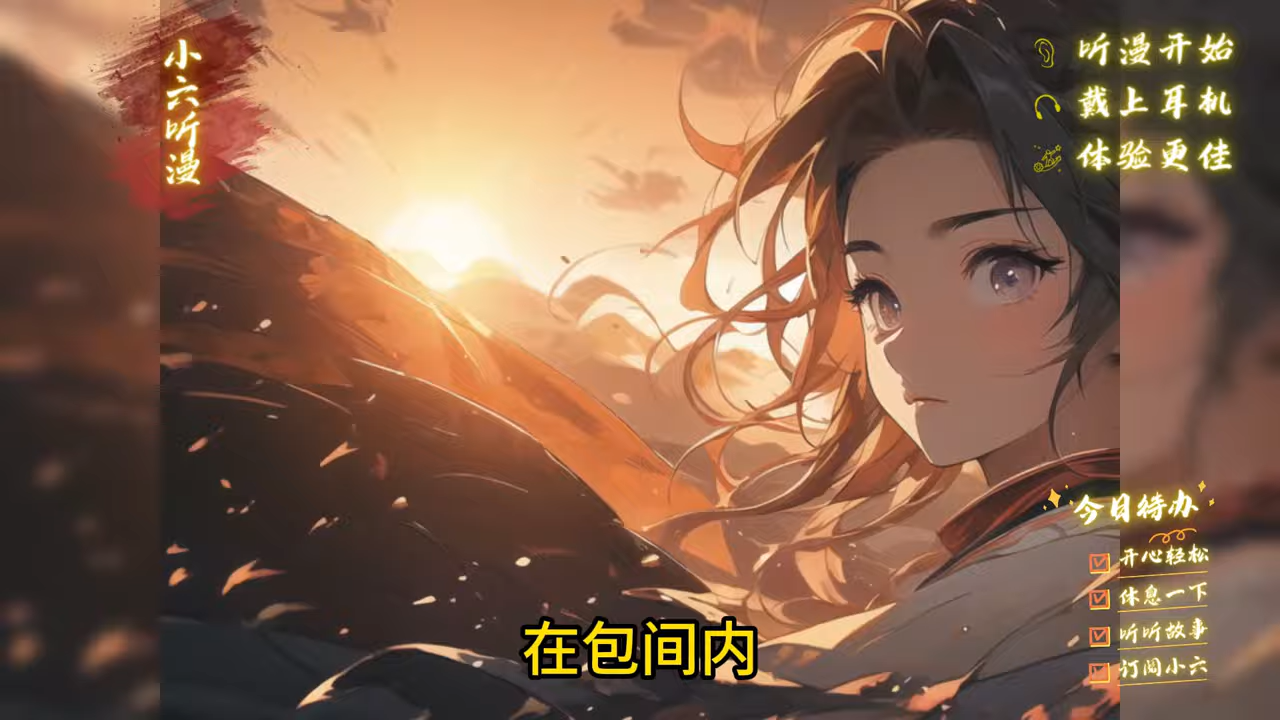 小六听漫
听漫开始
戴上耳机
体验更佳
今日待办
开心轻松
休息一下
听听故事
订阅小六
在包间内